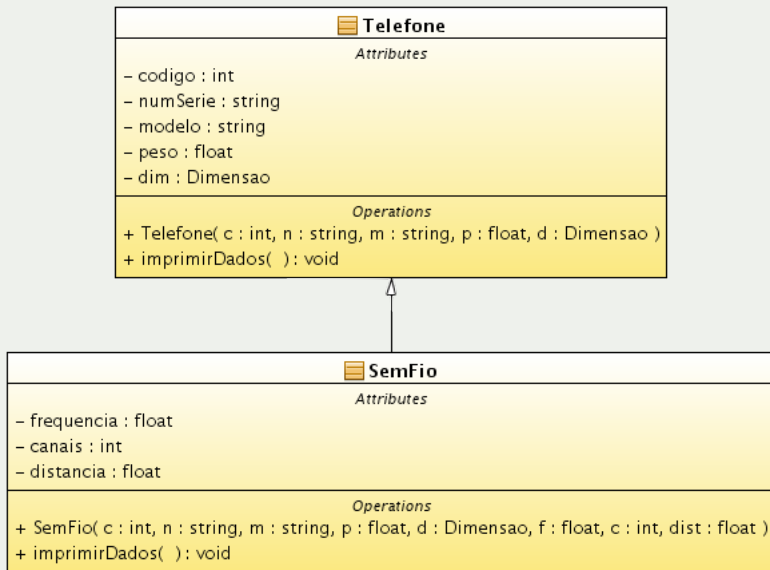 Telefone
Attributes
– codigo : int
– numSerie : string
– modelo : string
– peso : float
– dim : Dimensao
Operations
+ Telefone( c : int, n : string, m : string, p : float, d : Dimensao )
+ imprimirDados(  ) : void
SemFio
Attributes
– frequencia : float
– canais : int
– distancia : float
Operations
+ SemFio( c : int, n : string, m : string, p : float, d : Dimensao, f : float, c : int, dist : float )
+ imprimirDados(  ) : void